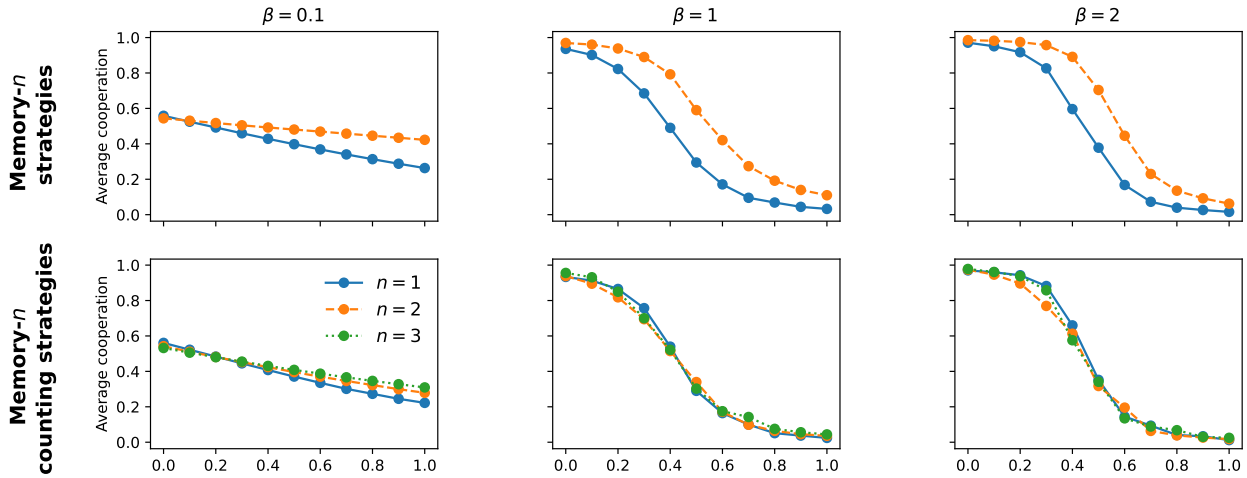 β = 0.1
β = 1
β = 2
Memory-n
strategies
Average cooperation
1.0
0.8
0.6
0.4
0.2
0.0
Memory-n
counting strategies
Average cooperation
1.0
0.8
0.6
0.4
0.2
0.0
n = 1
n = 2
n = 3
0.0 0.2 0.4 0.6 0.8 1.0
0.0 0.2 0.4 0.6 0.8 1.0
0.0 0.2 0.4 0.6 0.8 1.0